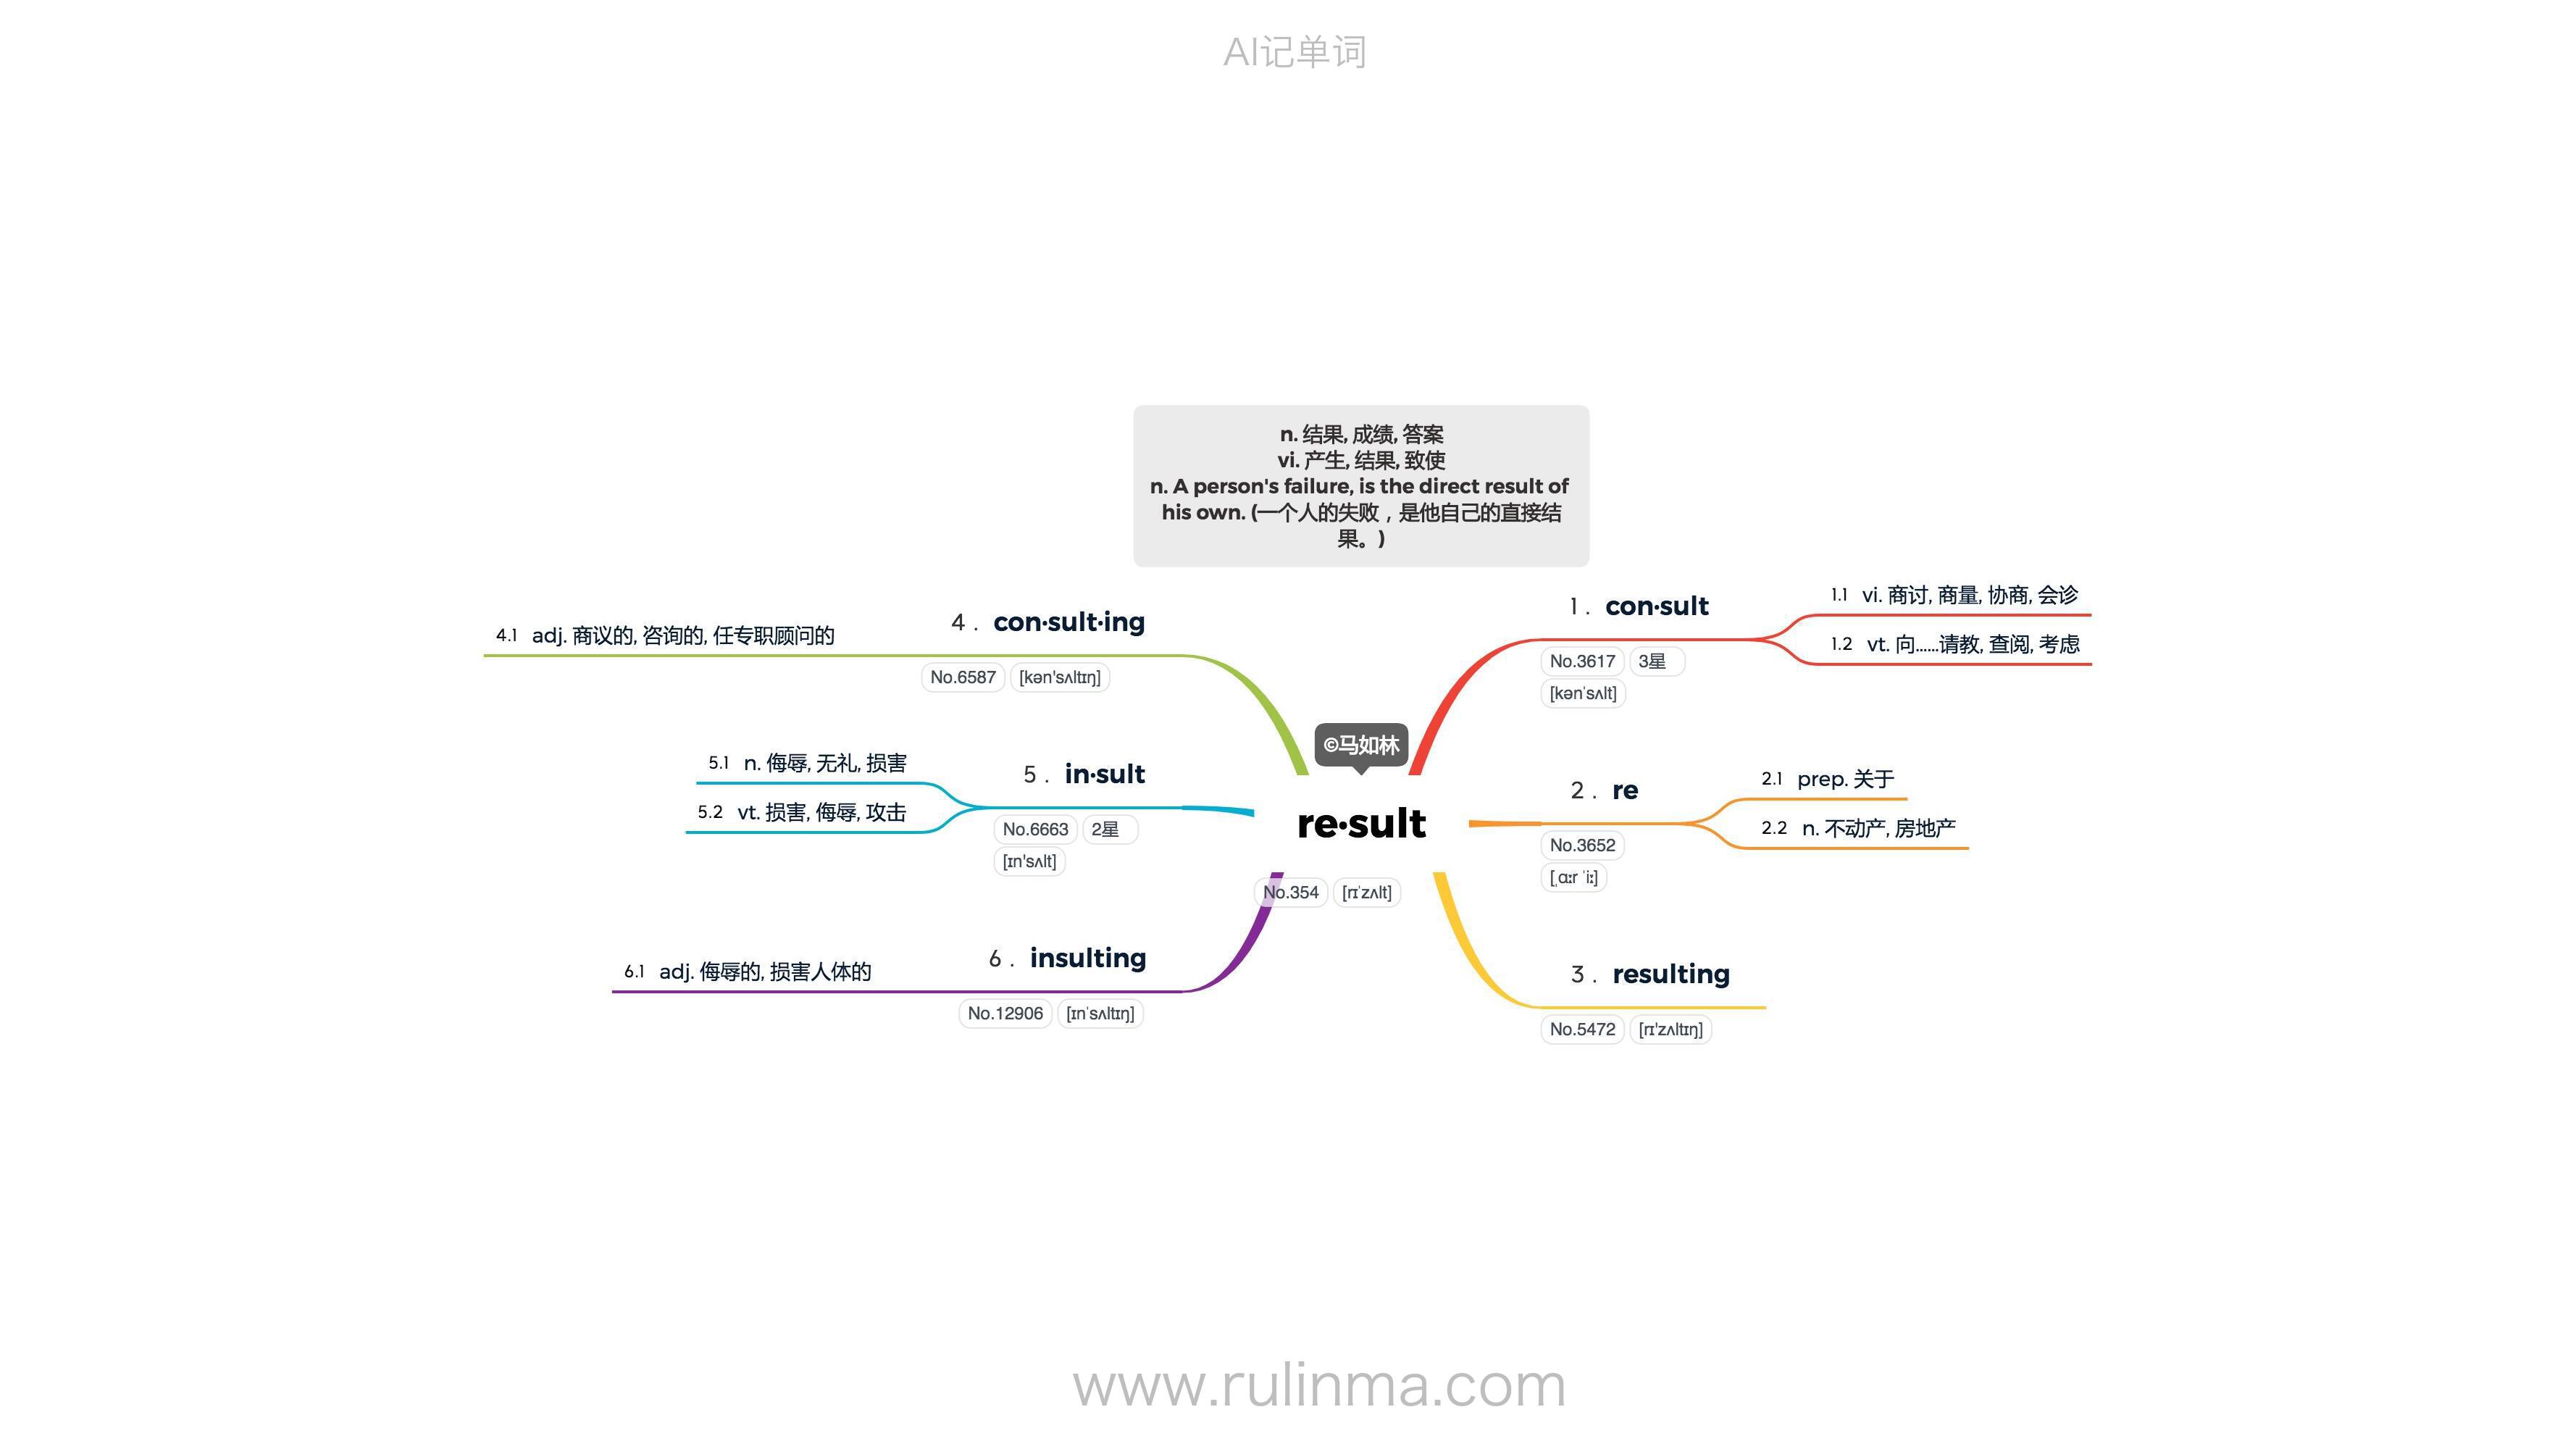 AI记单词
n. 结果, 成绩, 答案
vi. 产生, 结果, 致使
n. A person's failure, is the direct result of
his own. (一个人的失败，是他自己的直接结
果。)
©马如林
re·sult
No.354 [rɪˈzʌlt]
1 . con·sult
No.3617 3星
[kənˈsʌlt]
1.1 vi. 商讨, 商量, 协商, 会诊
1.2 vt. 向……请教, 查阅, 考虑
2 . re
No.3652
[ˌɑːr ˈiː]
2.1 prep. 关于
2.2 n. 不动产, 房地产
3 . resulting
No.5472 [rɪ'zʌltɪŋ]
4 . con·sult·ing
No.6587 [kən'sʌltɪŋ]
4.1 adj. 商议的, 咨询的, 任专职顾问的
5 . in·sult
No.6663 2星
[ɪn'sʌlt]
5.1 n. 侮辱, 无礼, 损害
5.2 vt. 损害, 侮辱, 攻击
6 . insulting
No.12906 [ɪnˈsʌltɪŋ]
6.1 adj. 侮辱的, 损害人体的
www.rulinma.com